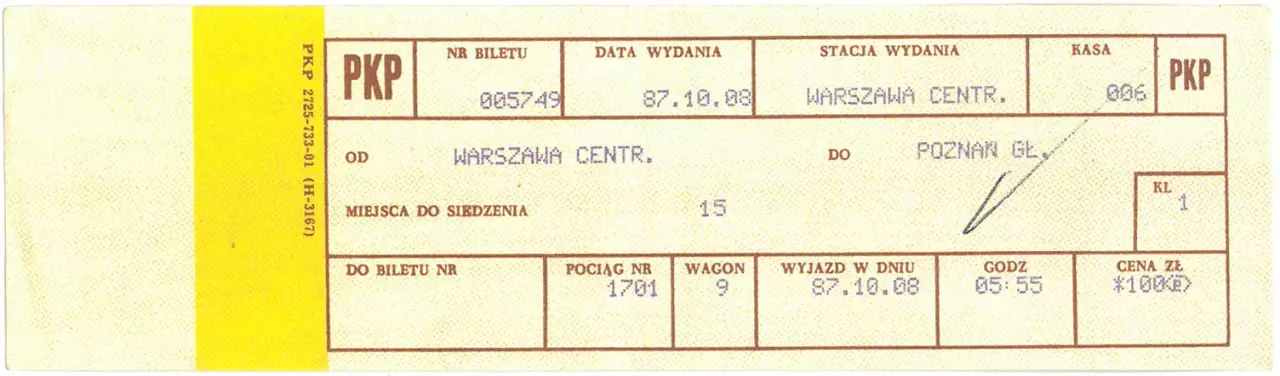 PKP 2725-733-01 (H-3167)
PKP NR BILETU DATA WYDANIA STACJA WYDANIA KASA PKP
005749 87.10.08 WARSZAWA CENTR. 006
OD WARSZAWA CENTR. DO POZNAŃ GŁ.
MIEJSCA DO SIEDZENIA 15
KL
1
DO BILETU NR POCIĄG NR WAGON WYJAZD W DNIU GODZ CENA ZŁ
1701 9 87.10.08 05:55 *100